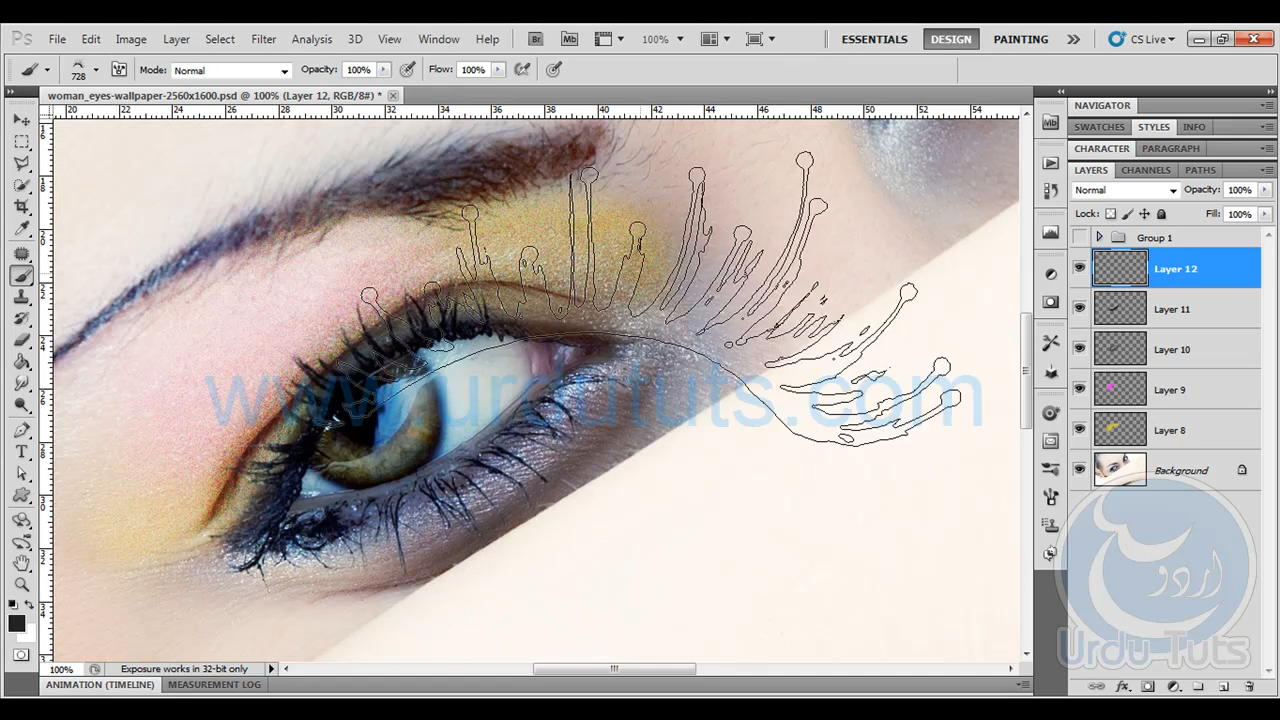 Ps File Edit Image Layer Select Filter Analysis 3D View Window Help Br Mb 100% ESSENTIALS DESIGN PAINTING CS Live
728 Mode: Normal Opacity: 100% Flow: 100%
woman_eyes-wallpaper-2560x1600.psd @ 100% (Layer 12, RGB/8#) *
20 22 24 26 28 30 32 34 36 38 40 42 44 46 48 50 52 54
NAVIGATOR
SWATCHES STYLES INFO
CHARACTER PARAGRAPH
LAYERS CHANNELS PATHS
Normal Opacity: 100%
Lock: Fill: 100%
Group 1
Layer 12
Layer 11
Layer 10
Layer 9
Layer 8
Background
www.urdututs.com
اردو
Urdu Tuts
100% Exposure works in 32-bit only
ANIMATION (TIMELINE) MEASUREMENT LOG